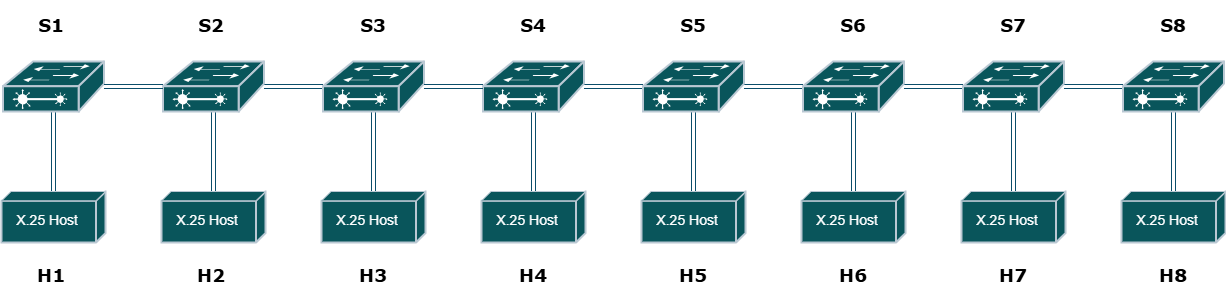 S1 S2 S3 S4 S5 S6 S7 S8
X.25 Host X.25 Host X.25 Host X.25 Host X.25 Host X.25 Host X.25 Host X.25 Host
H1 H2 H3 H4 H5 H6 H7 H8